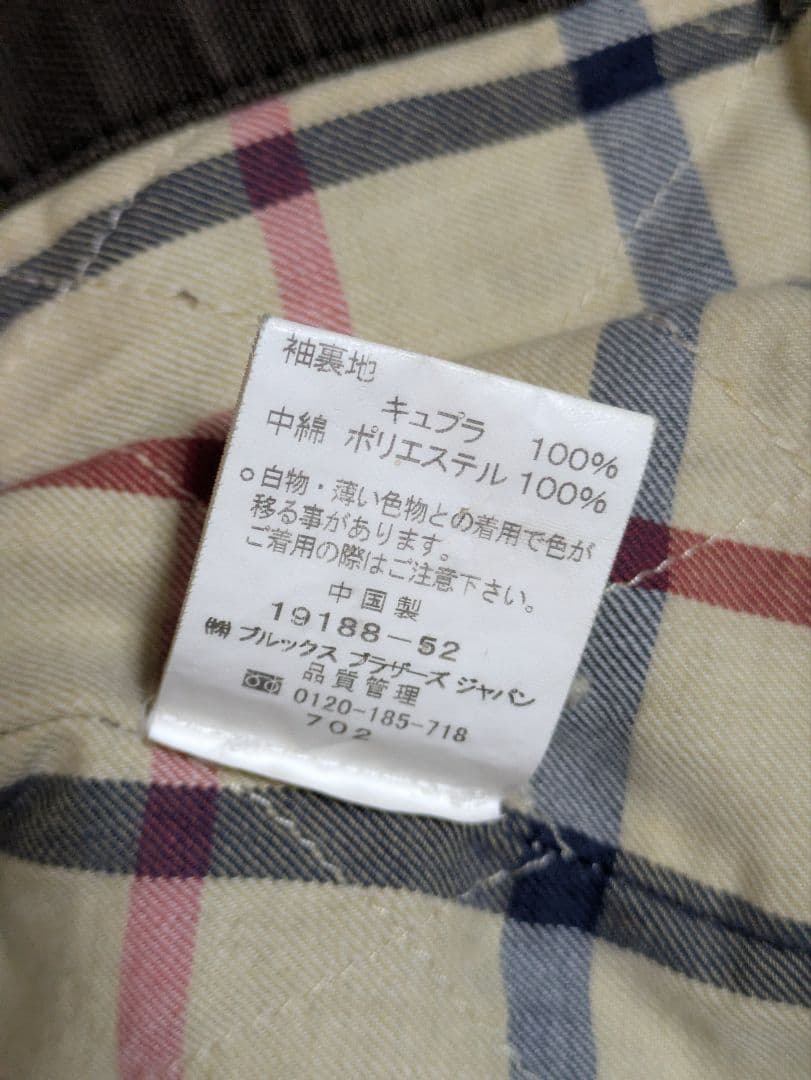 袖裏地
キュプラ 100%
中綿 ポリエステル 100%
○白物・薄い色物との着用で色が
移る事があります。
ご着用の際はご注意下さい。
中国製
19188-52
㈱ ブルックス ブラザーズ ジャパン
品質管理
0120-185-718
702